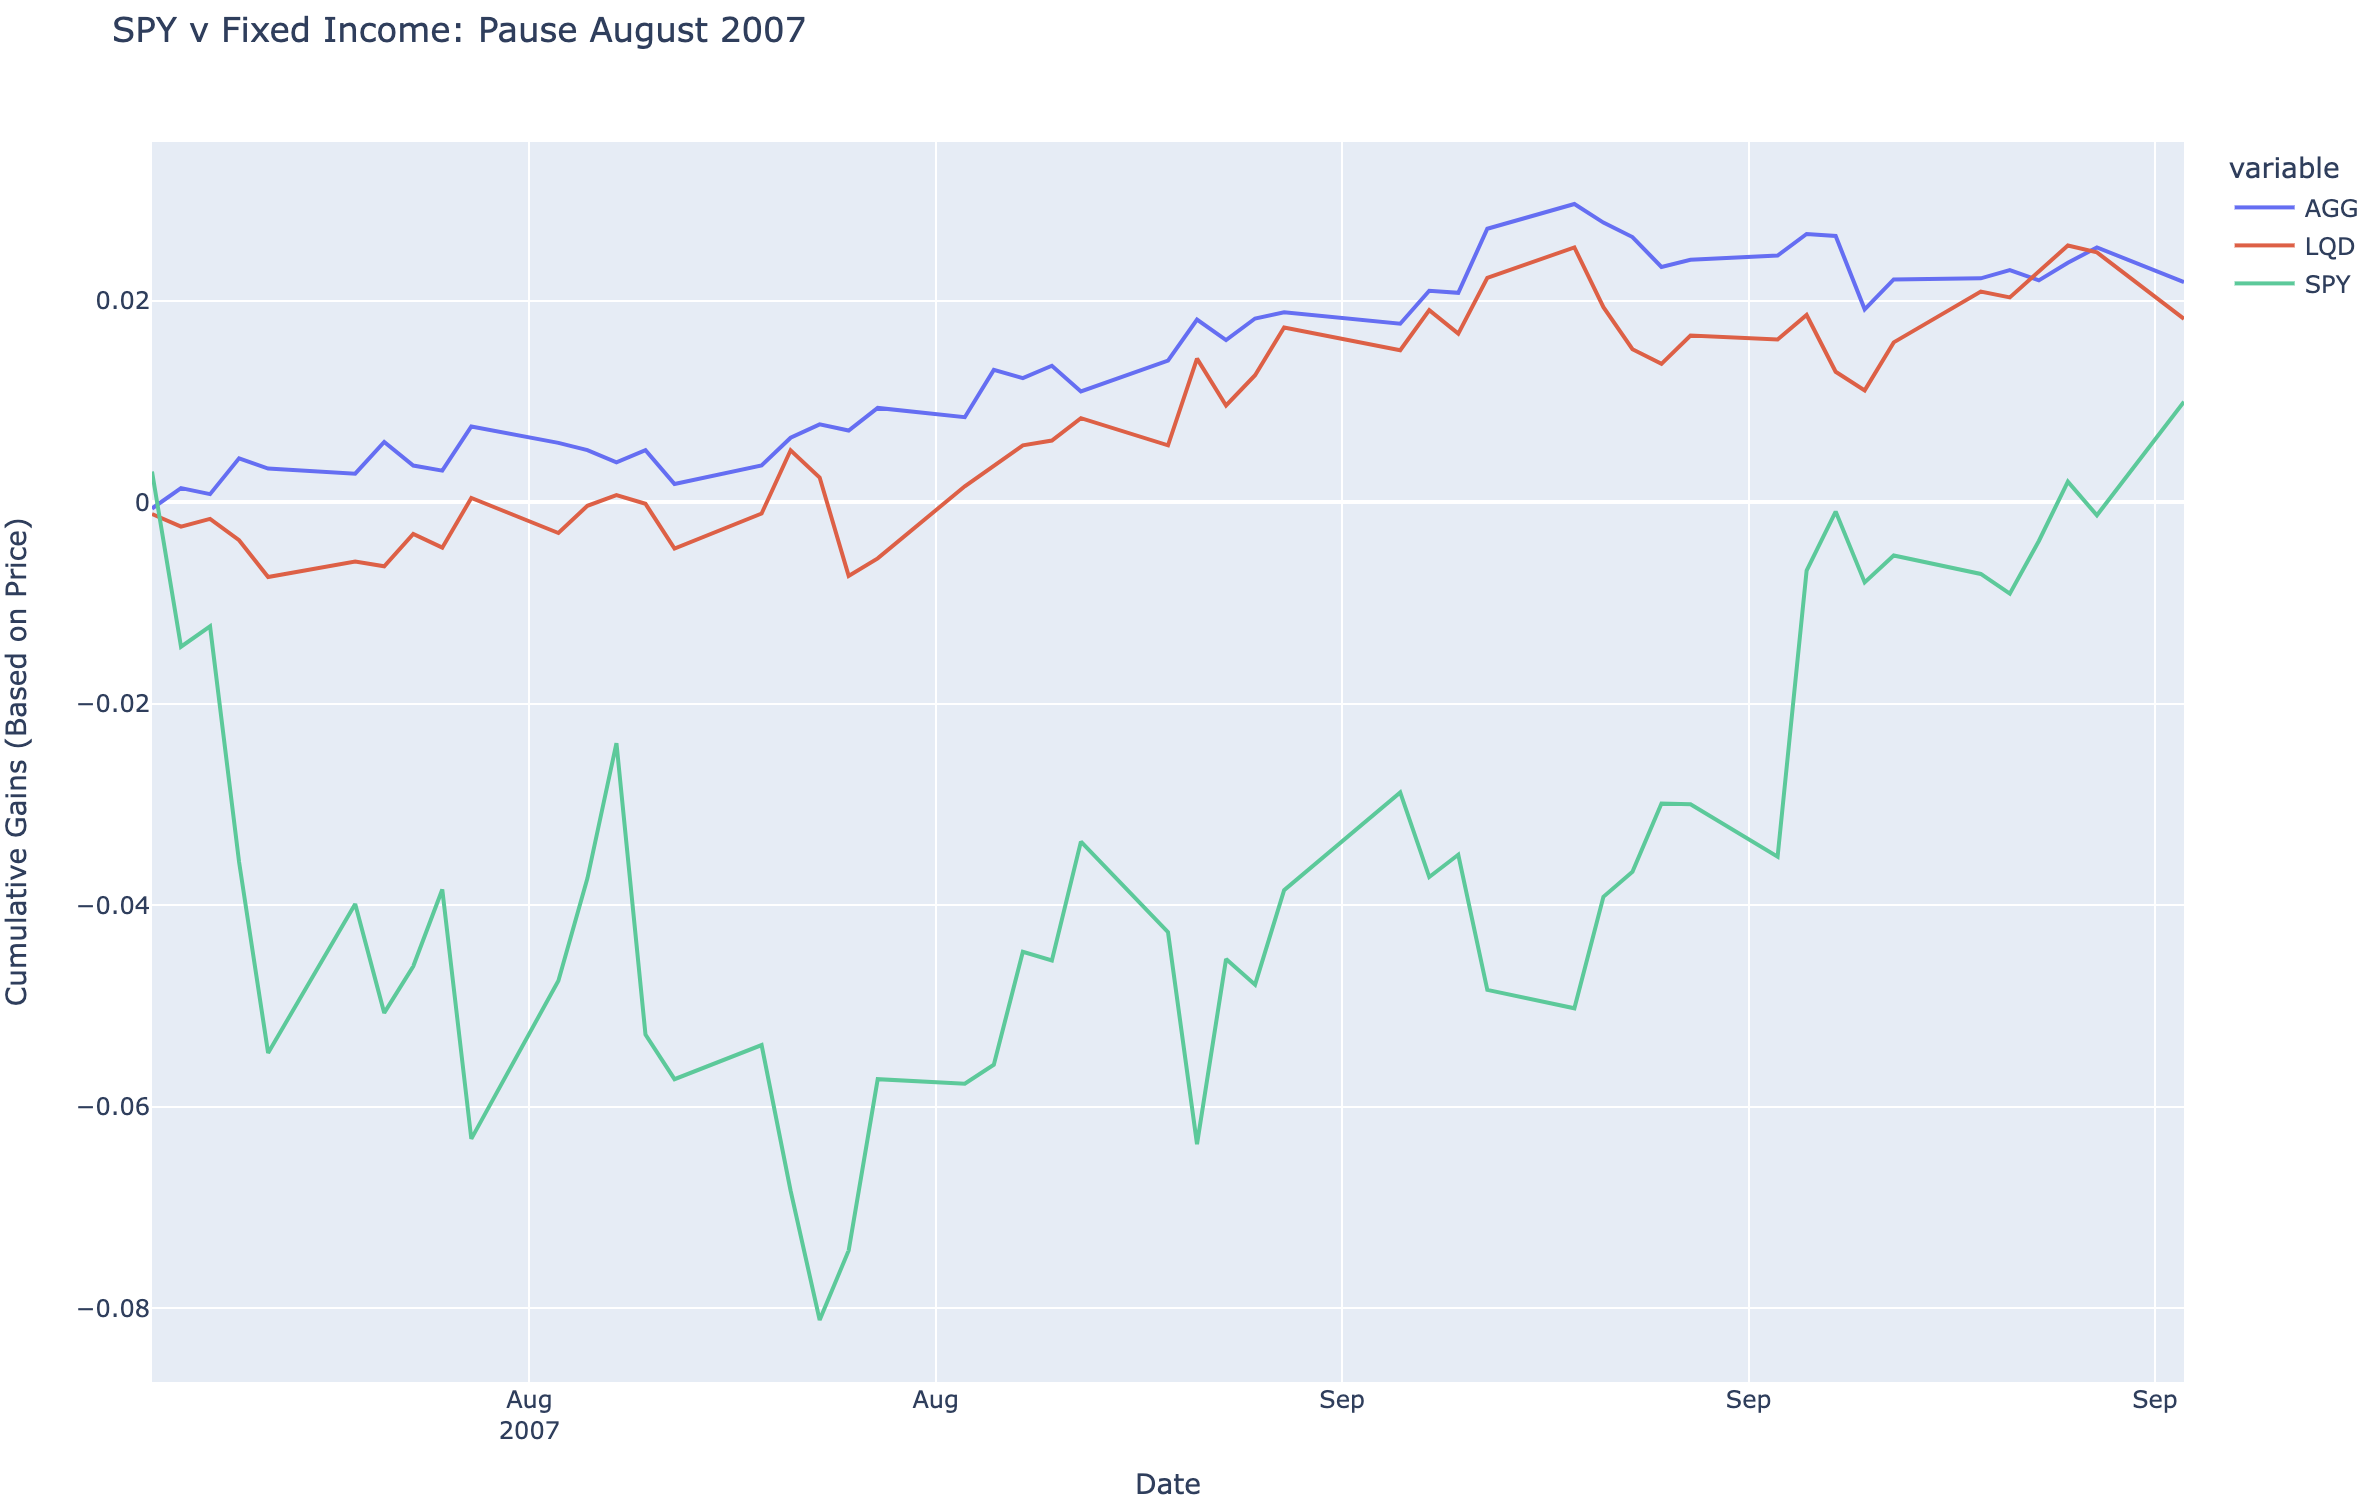 SPY v Fixed Income: Pause August 2007
variable
AGG
LQD
SPY
Cumulative Gains (Based on Price)
0.02
0
−0.02
−0.04
−0.06
−0.08
Aug
2007
Aug
Sep
Sep
Sep
Date